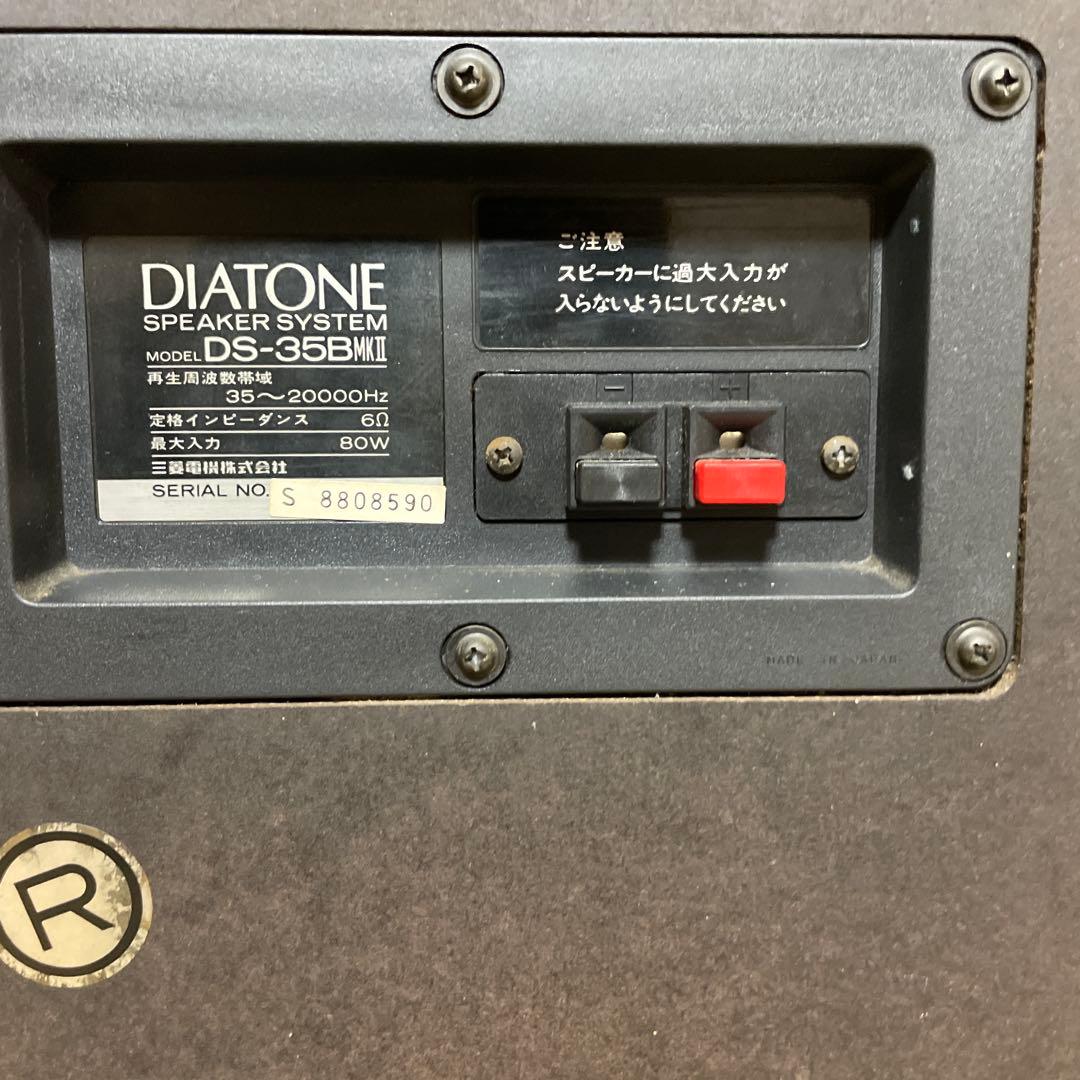 DIATONE
SPEAKER SYSTEM
MODEL DS-35BMKII
再生周波数帯域
35〜20000Hz
定格インピーダンス 6Ω
最大入力 80W
三菱電機株式会社
SERIAL NO. S 8808590
ご注意
スピーカーに過大入力が
入らないようにしてください
− +
MADE IN JAPAN
R